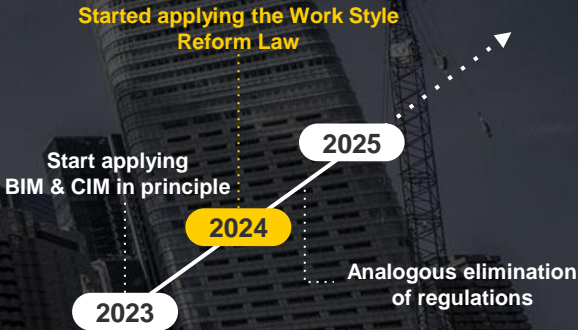 Started applying the Work Style
Reform Law
2025
Start applying
BIM & CIM in principle
2024
Analogous elimination
of regulations
2023